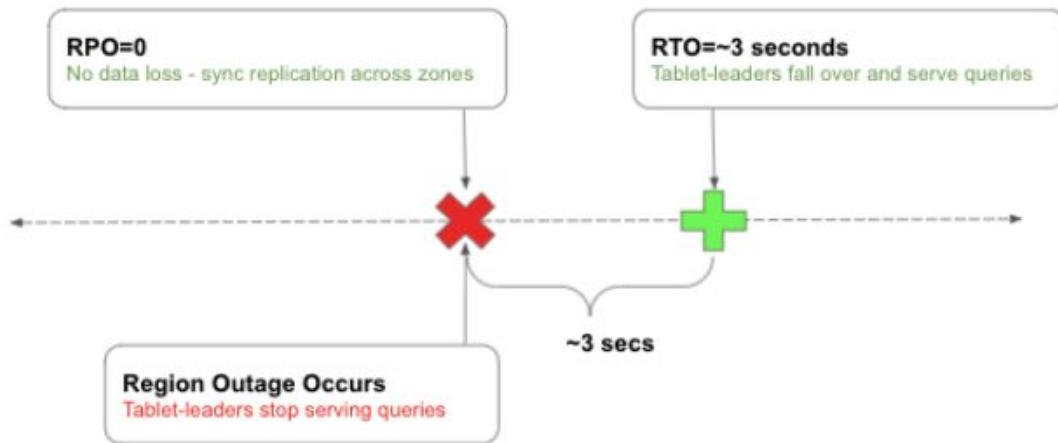 RPO=0
No data loss - sync replication across zones
RTO=~3 seconds
Tablet-leaders fall over and serve queries
~3 secs
Region Outage Occurs
Tablet-leaders stop serving queries